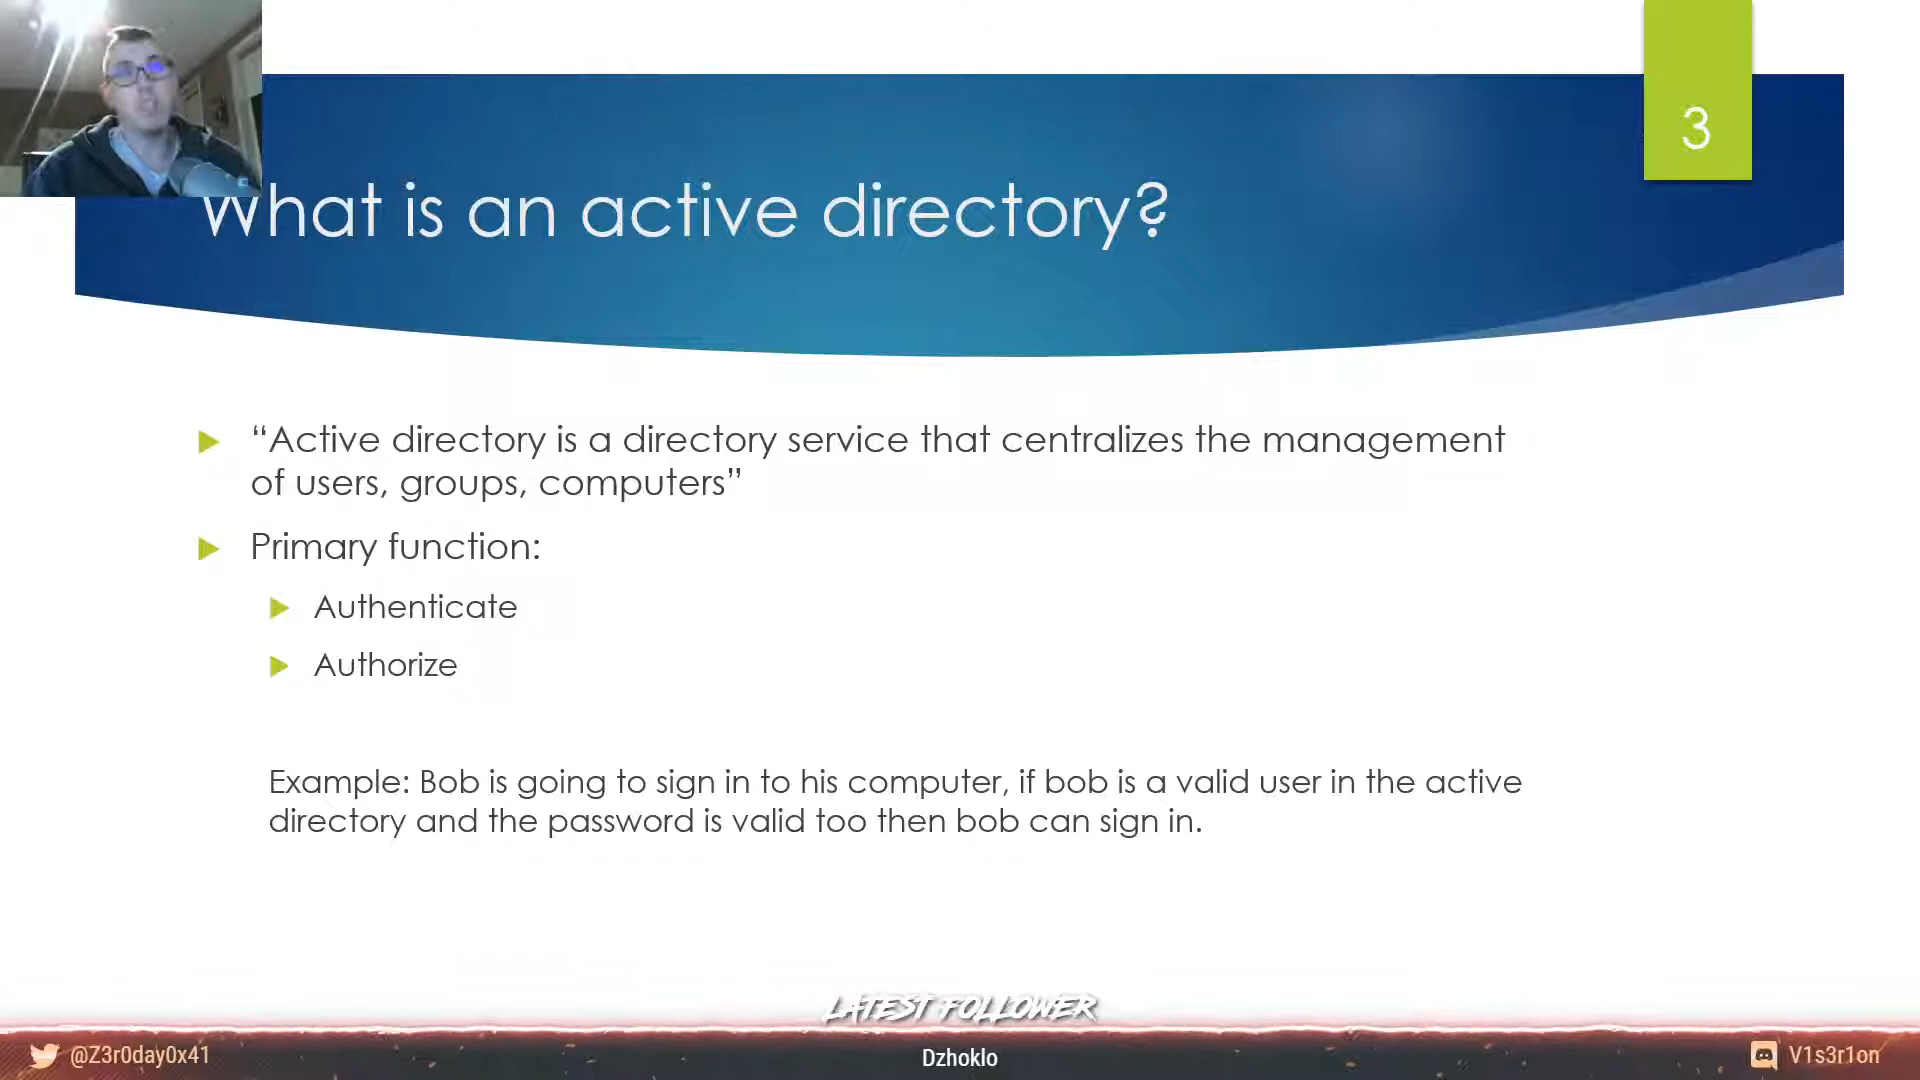 3
What is an active directory?
“Active directory is a directory service that centralizes the management
of users, groups, computers”
Primary function:
Authenticate
Authorize
Example: Bob is going to sign in to his computer, if bob is a valid user in the active
directory and the password is valid too then bob can sign in.
LATEST FOLLOWER
@Z3r0day0x41
Dzhoklo
V1s3r1on